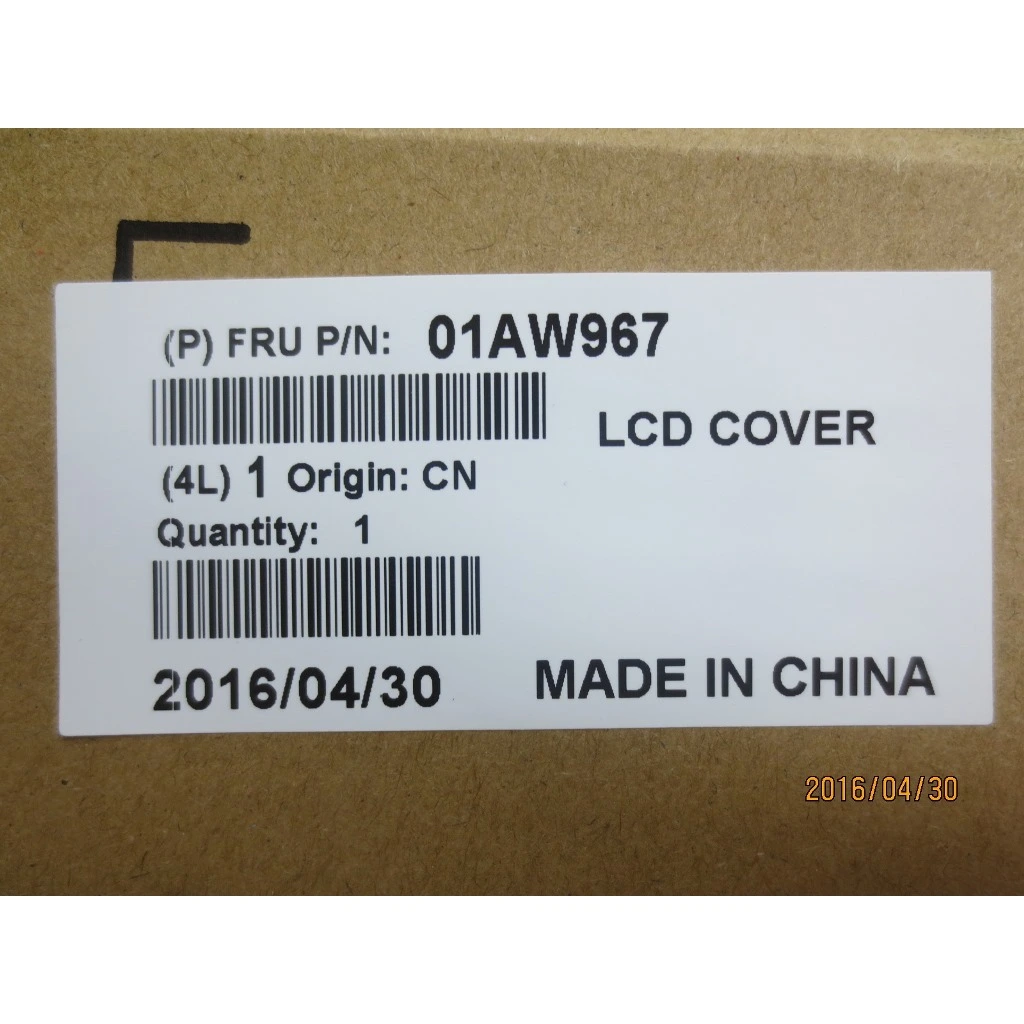 (P) FRU P/N: 01AW967
LCD COVER
(4L) 1 Origin: CN
Quantity: 1
2016/04/30
MADE IN CHINA
2016/04/30